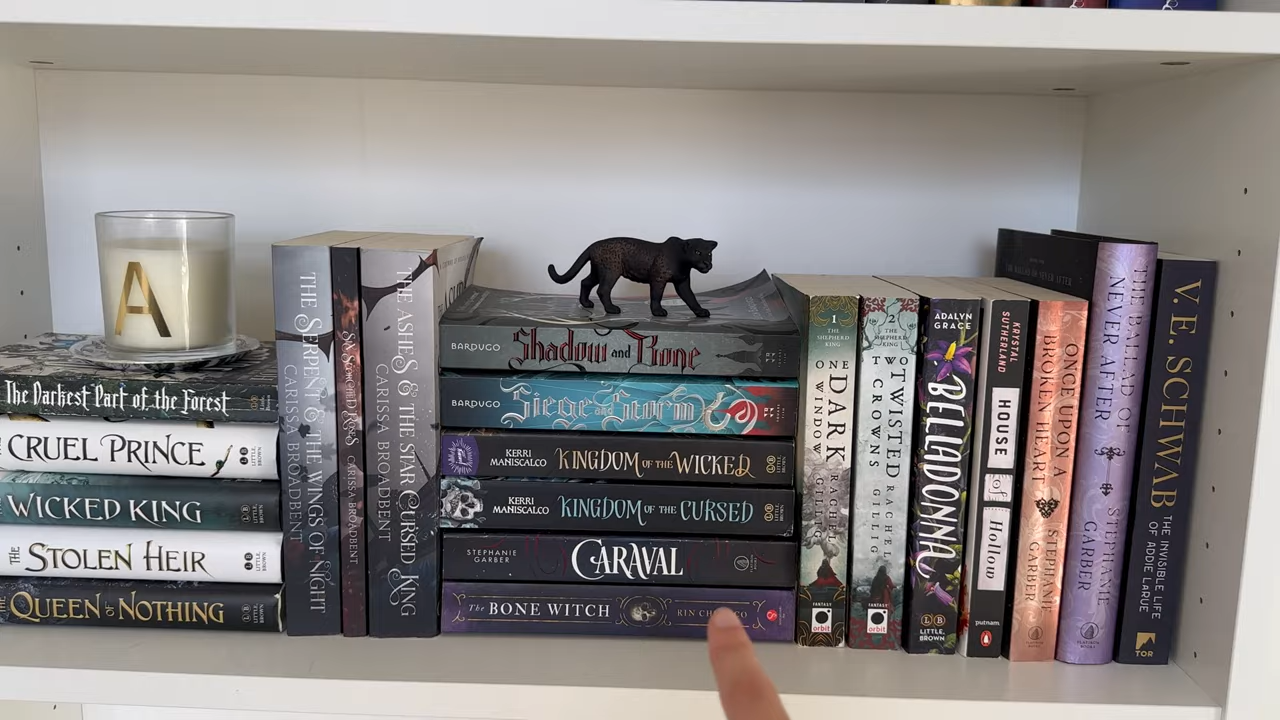 A
The Darkest Part of the Forest
CRUEL PRINCE
WICKED KING
THE STOLEN HEIR
QUEEN OF NOTHING
THE SERPENT & THE WINGS OF NIGHT
CARISSA BROADBENT
CARISSA BROADBENT
THE ASHES & THE STAR CURSED KING
CARISSA BROADBENT
BARDUGO Shadow and Bone
BARDUGO Siege and Storm
KERRI MANISCALCO KINGDOM OF THE WICKED
KERRI MANISCALCO KINGDOM OF THE CURSED
STEPHANIE GARBER CARAVAL
The BONE WITCH
1
THE SHEPHERD KING
ONE DARK WINDOW
RACHEL GILLIG
FANTASY
orbit
2
THE SHEPHERD KING
TWO TWISTED CROWNS
RACHEL GILLIG
FANTASY
orbit
ADALYN GRACE
BELLADONNA
LB
LITTLE, BROWN
KRYSTAL SUTHERLAND
HOUSE of Hollow
putnam
ONCE UPON A BROKEN HEART
STEPHANIE GARBER
THE BALLAD OF NEVER AFTER
STEPHANIE GARBER
V.E. SCHWAB
THE INVISIBLE LIFE OF ADDIE LARUE
TOR